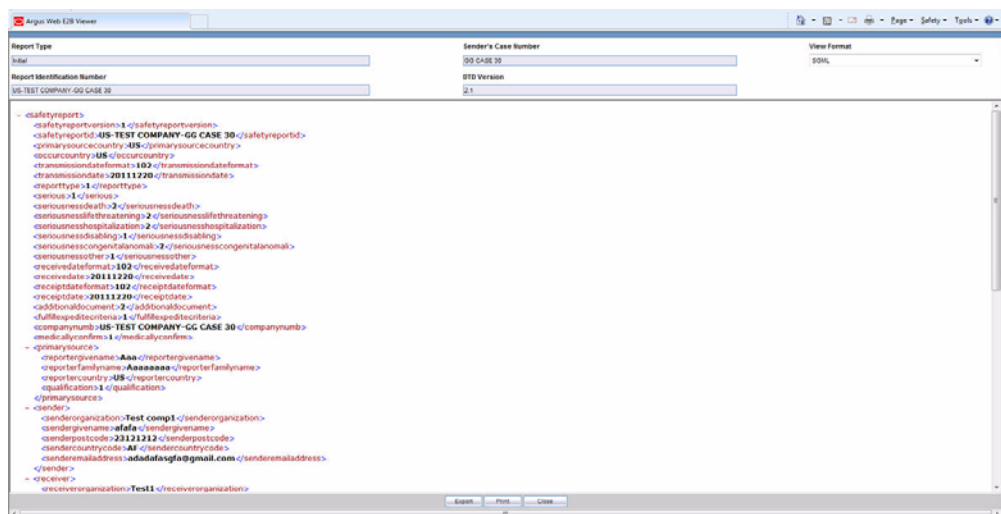 Argus Web E2B Viewer
Page Safety Tools
Report Type
Initial
Sender's Case Number
GG CASE 30
View Format
SGML
Report Identification Number
US-TEST COMPANY-GG CASE 30
DTD Version
2.1
- <safetyreport>
<safetyreportversion>1</safetyreportversion>
<safetyreportid>US-TEST COMPANY-GG CASE 30</safetyreportid>
<primarysourcecountry>US</primarysourcecountry>
<occurcountry>US</occurcountry>
<transmissiondateformat>102</transmissiondateformat>
<transmissiondate>20111220</transmissiondate>
<reporttype>1</reporttype>
<serious>1</serious>
<seriousnessdeath>2</seriousnessdeath>
<seriousnesslifethreatening>2</seriousnesslifethreatening>
<seriousnesshospitalization>2</seriousnesshospitalization>
<seriousnessdisabling>1</seriousnessdisabling>
<seriousnesscongenitalanomali>2</seriousnesscongenitalanomali>
<seriousnessother>1</seriousnessother>
<receivedateformat>102</receivedateformat>
<receivedate>20111220</receivedate>
<receiptdateformat>102</receiptdateformat>
<receiptdate>20111220</receiptdate>
<additionaldocument>2</additionaldocument>
<fulfillexpeditecriteria>1</fulfillexpeditecriteria>
<companynumb>US-TEST COMPANY-GG CASE 30</companynumb>
<medicallyconfirm>1</medicallyconfirm>
- <primarysource>
<reportergivename>Aaa</reportergivename>
<reporterfamilyname>Aaaaaaaa</reporterfamilyname>
<reportercountry>US</reportercountry>
<qualification>1</qualification>
</primarysource>
- <sender>
<senderorganization>Test comp1</senderorganization>
<sendergivename>afafa</sendergivename>
<senderpostcode>23121212</senderpostcode>
<sendercountrycode>AF</sendercountrycode>
<senderemailaddress>adadafasgfa@gmail.com</senderemailaddress>
</sender>
- <receiver>
<receiverorganization>Test1</receiverorganization>
Export Print Close